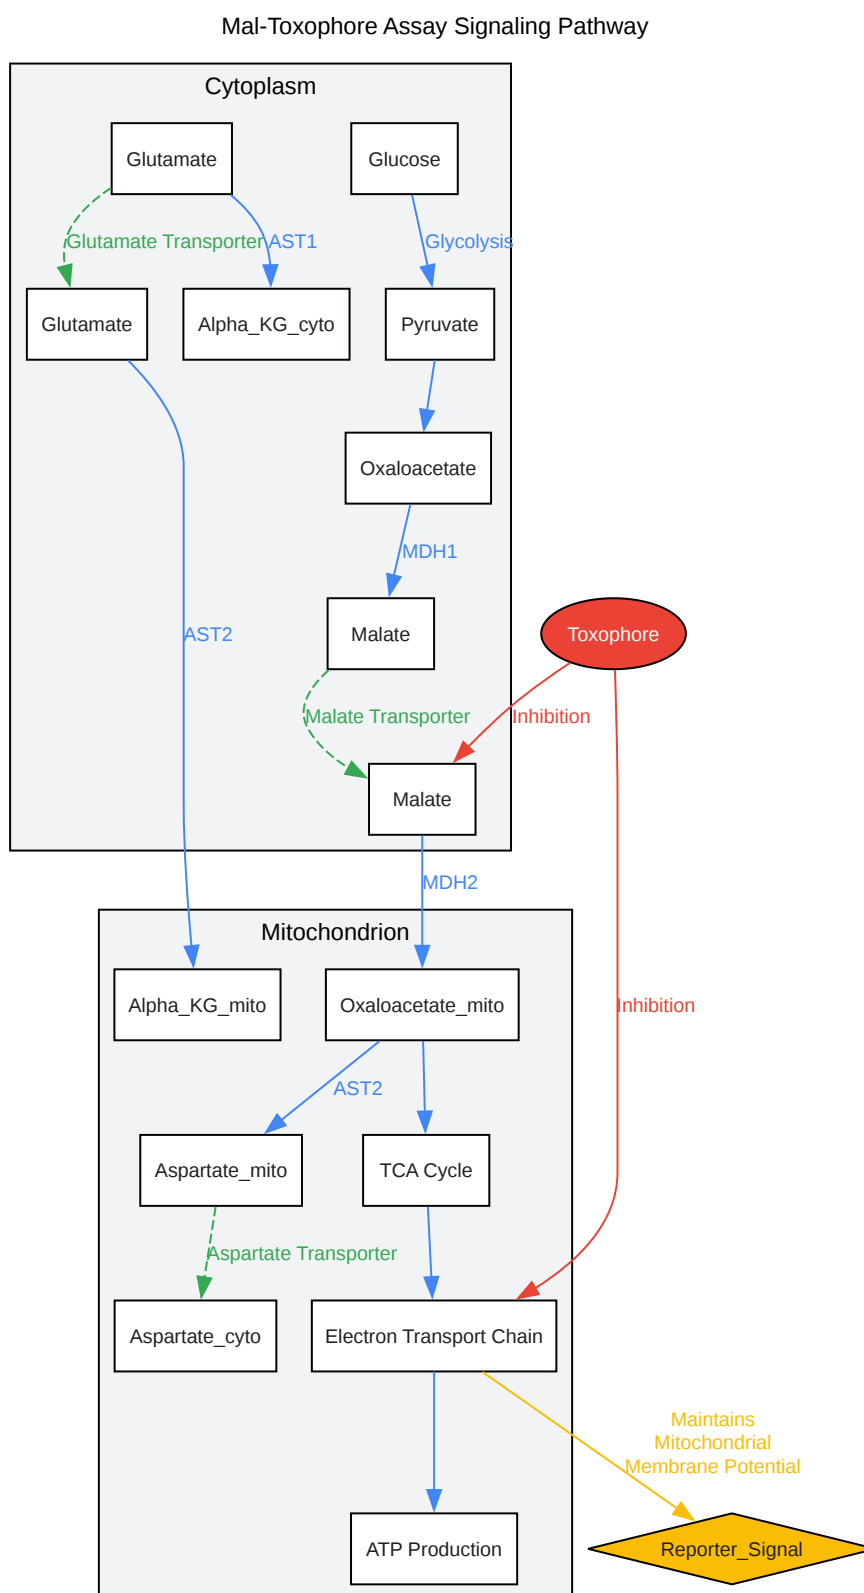 Mal-Toxophore Assay Signaling Pathway
Cytoplasm
Glutamate
Glucose
Glutamate Transporter
AST1
Glycolysis
Glutamate
Alpha_KG_cyto
Pyruvate
Oxaloacetate
MDH1
AST2
Malate
Toxophore
Malate Transporter
Inhibition
Malate
MDH2
Mitochondrion
Alpha_KG_mito
Oxaloacetate_mito
Inhibition
AST2
Aspartate_mito
TCA Cycle
Aspartate Transporter
Aspartate_cyto
Electron Transport Chain
Maintains
Mitochondrial
Membrane Potential
ATP Production
Reporter_Signal